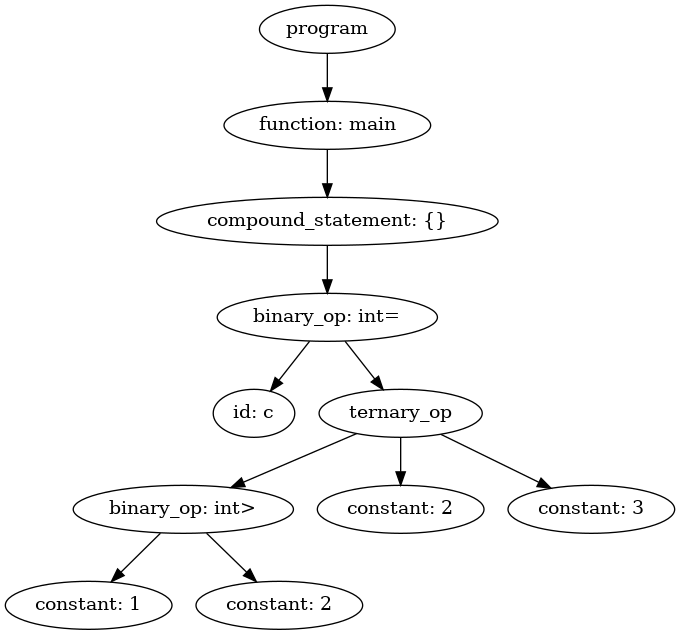 program
function: main
compound_statement: {}
binary_op: int=
id: c
ternary_op
binary_op: int>
constant: 2
constant: 3
constant: 1
constant: 2